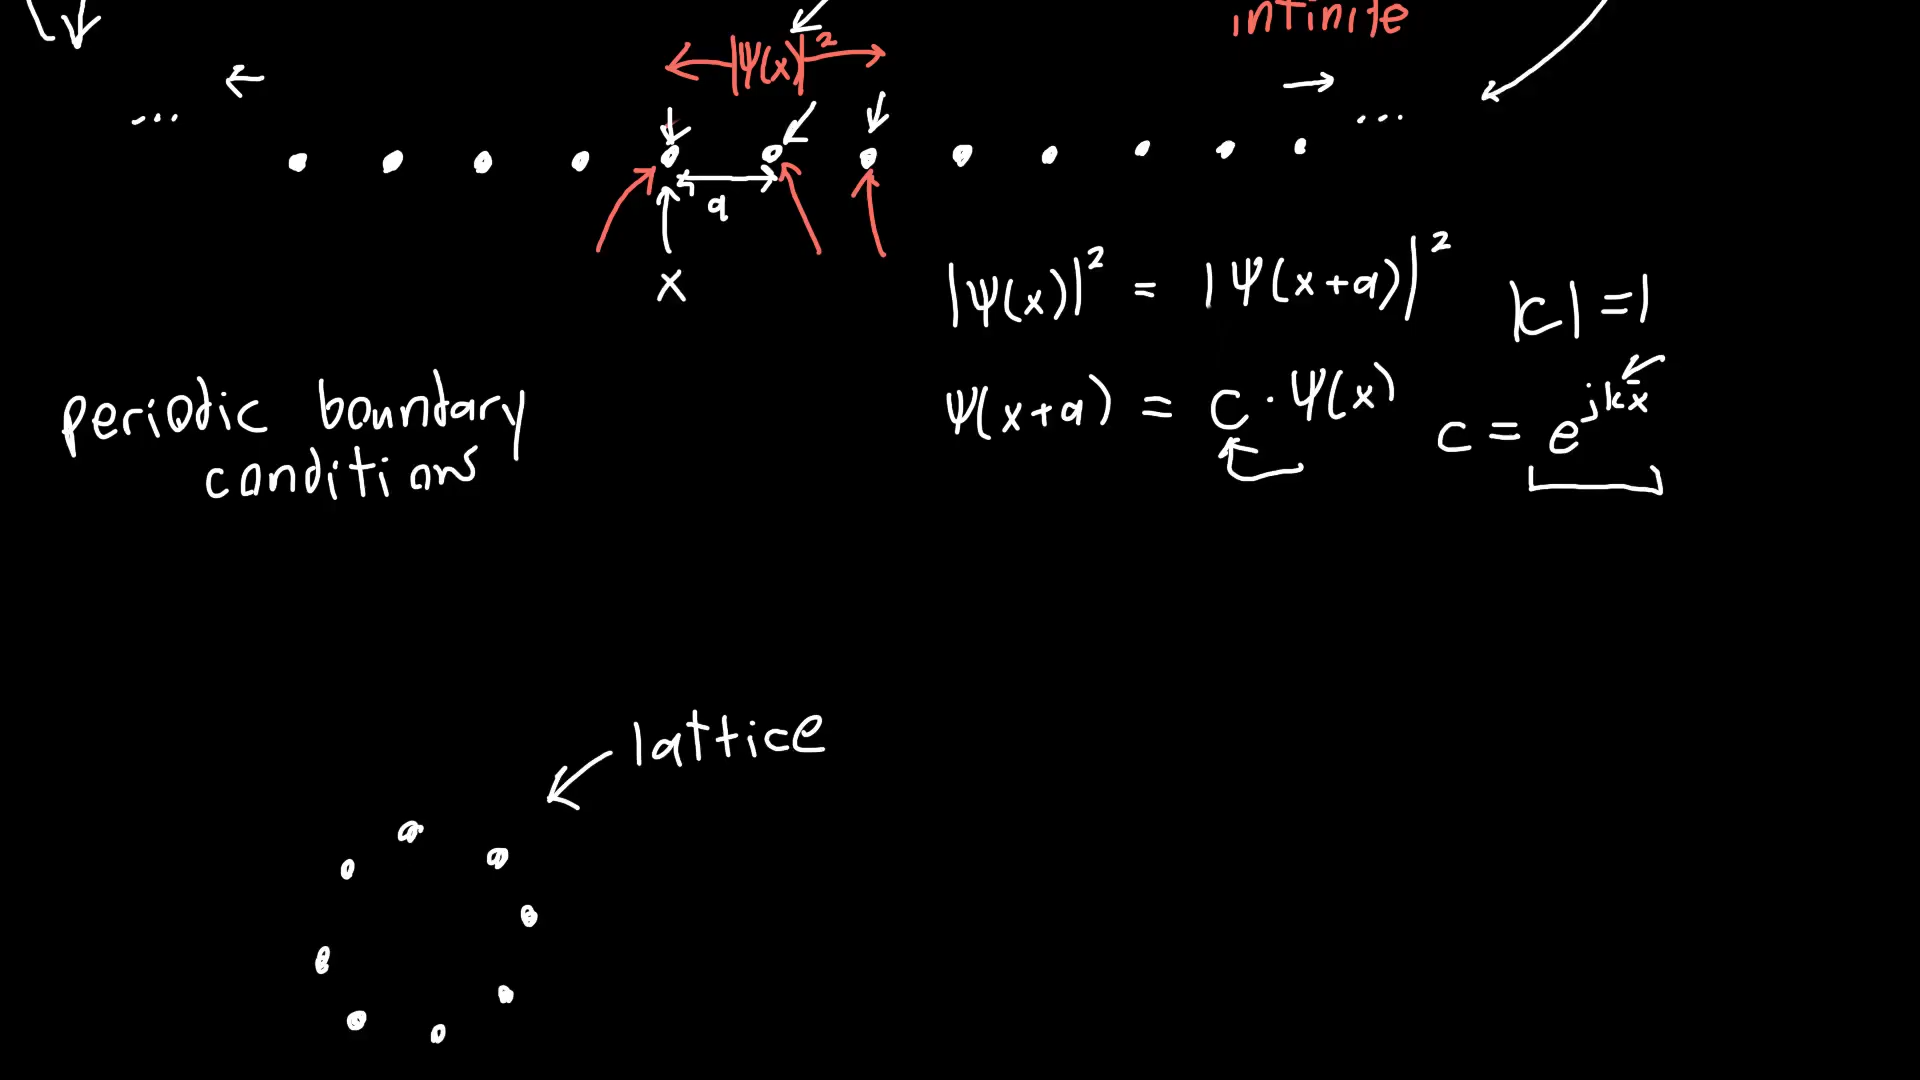 infinite
|Ψ(x)|²
...
...
a
x
|Ψ(x)|² = |Ψ(x+a)|²
|c| = 1
Ψ(x+a) = c · Ψ(x)
c = e^{jkx}
periodic boundary
conditions
lattice